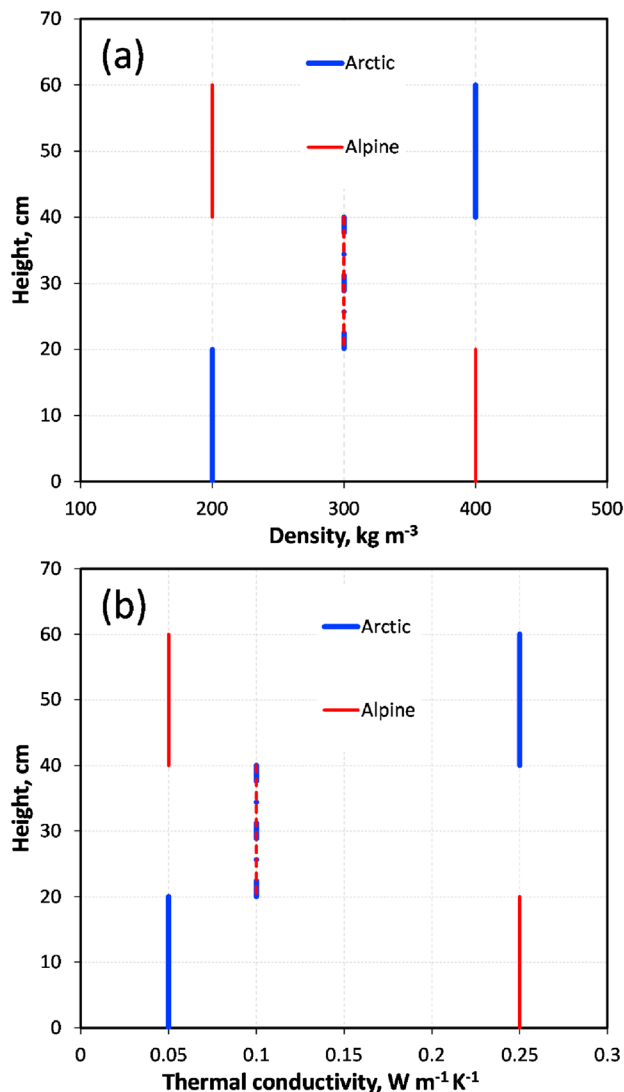 (a)
Arctic
Alpine
70
60
50
40
30
20
10
0
Height, cm
100 200 300 400 500
Density, kg m⁻³
(b)
Arctic
Alpine
70
60
50
40
30
20
10
0
Height, cm
0 0.05 0.1 0.15 0.2 0.25 0.3
Thermal conductivity, W m⁻¹ K⁻¹